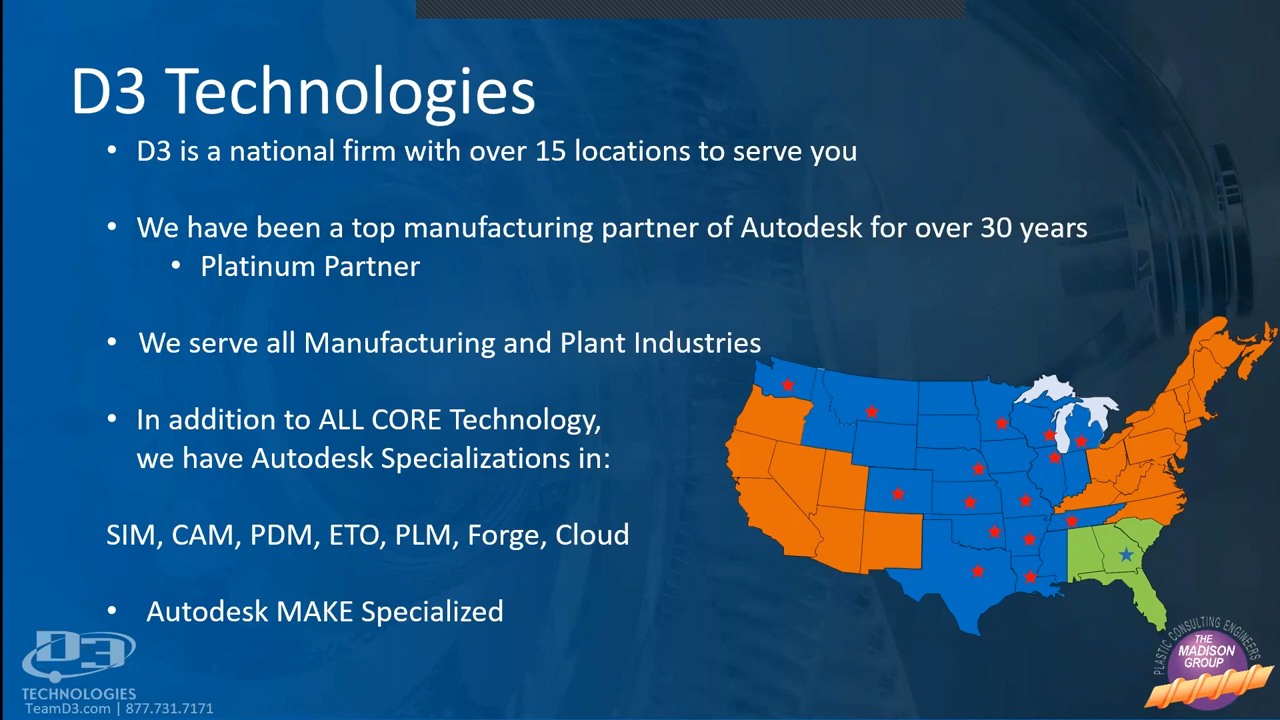 D3 Technologies
• D3 is a national firm with over 15 locations to serve you
• We have been a top manufacturing partner of Autodesk for over 30 years
• Platinum Partner
• We serve all Manufacturing and Plant Industries
• In addition to ALL CORE Technology,
we have Autodesk Specializations in:
SIM, CAM, PDM, ETO, PLM, Forge, Cloud
• Autodesk MAKE Specialized
D3
TECHNOLOGIES
TeamD3.com | 877.731.7171
PLASTIC CONSULTING ENGINEERS
THE
MADISON
GROUP